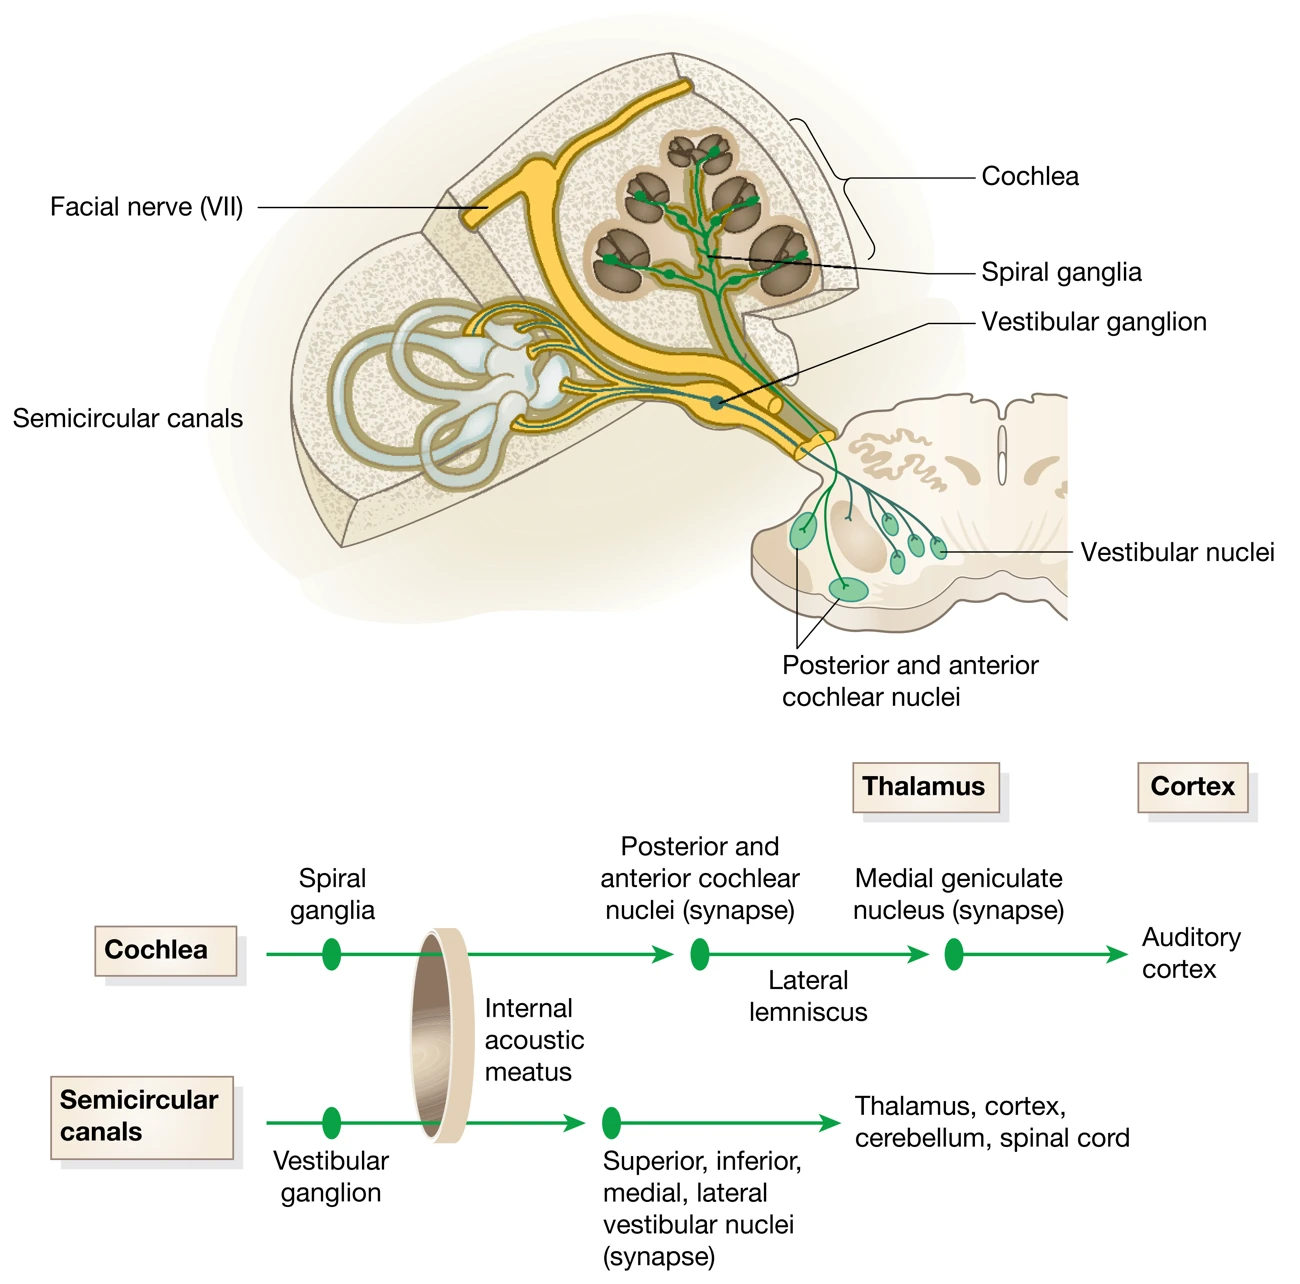 Cochlea
Facial nerve (VII)
Spiral ganglia
Vestibular ganglion
Semicircular canals
Vestibular nuclei
Posterior and anterior
cochlear nuclei
Thalamus
Cortex
Spiral
ganglia
Posterior and
anterior cochlear
nuclei (synapse)
Medial geniculate
nucleus (synapse)
Cochlea
Auditory
cortex
Lateral
lemniscus
Internal
acoustic
meatus
Semicircular
canals
Thalamus, cortex,
cerebellum, spinal cord
Vestibular
ganglion
Superior, inferior,
medial, lateral
vestibular nuclei
(synapse)